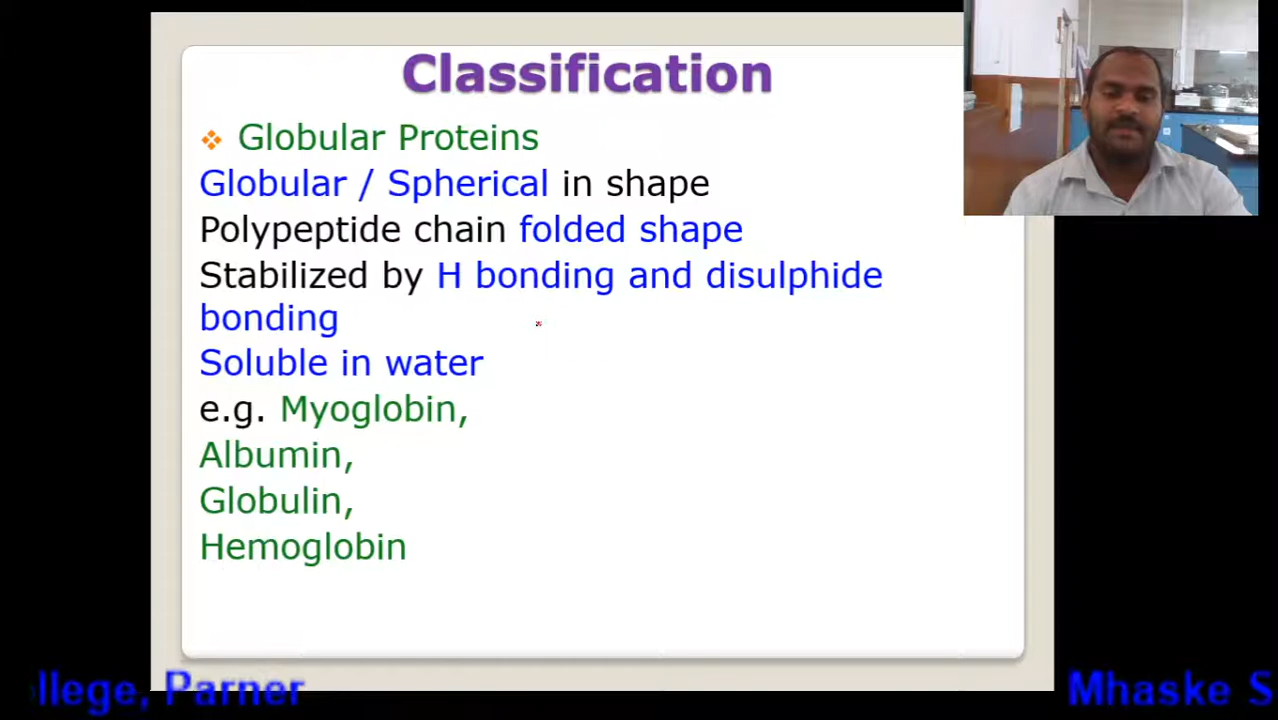 Classification
Globular Proteins
Globular / Spherical in shape
Polypeptide chain folded shape
Stabilized by H bonding and disulphide
bonding
Soluble in water
e.g. Myoglobin,
Albumin,
Globulin,
Hemoglobin
llege, Parner
Mhaske S